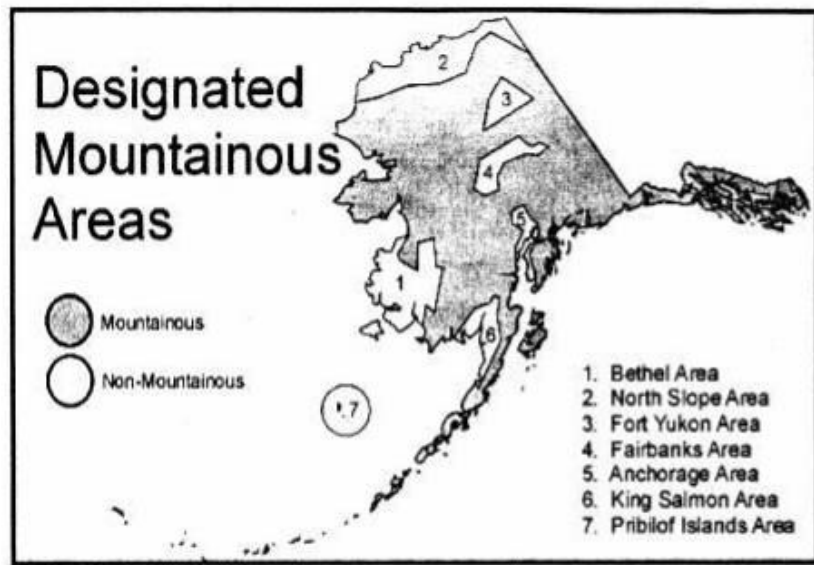 Designated
Mountainous
Areas
2
3
4
5
1
6
7
Mountainous
Non-Mountainous
1. Bethel Area
2. North Slope Area
3. Fort Yukon Area
4. Fairbanks Area
5. Anchorage Area
6. King Salmon Area
7. Pribilof Islands Area